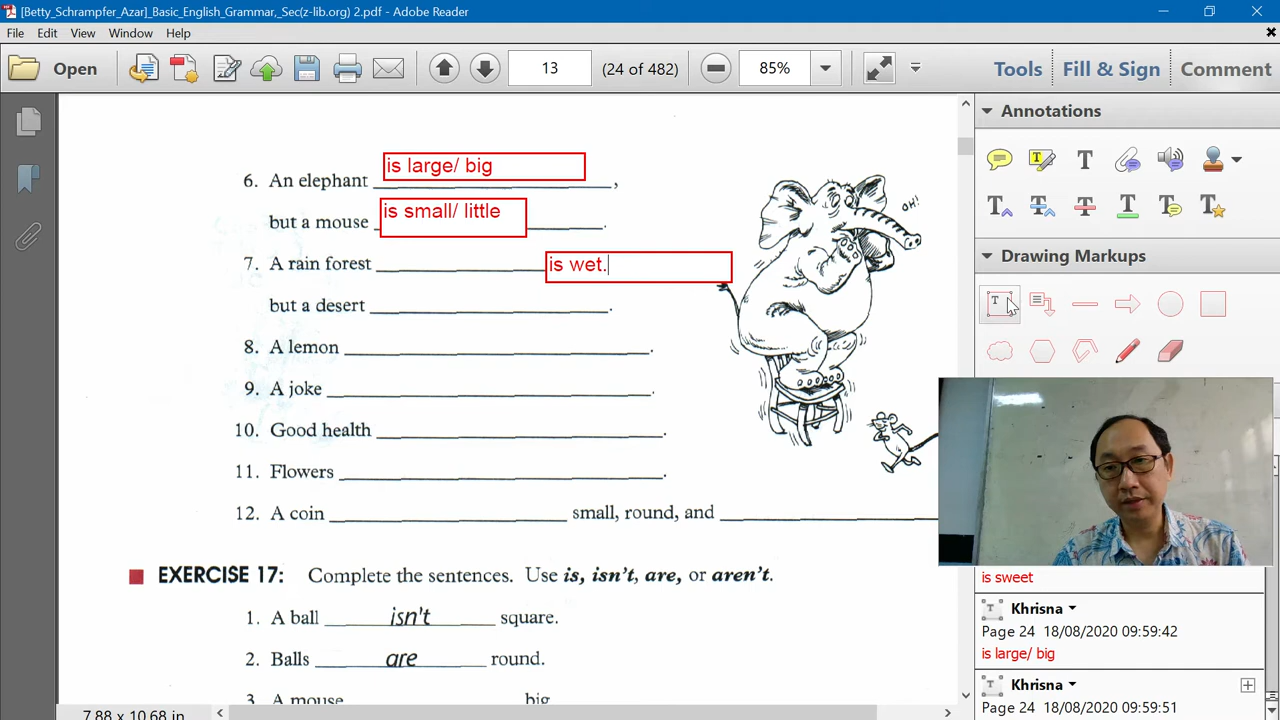 [Betty_Schrampfer_Azar]_Basic_English_Grammar,_Sec(z-lib.org) 2.pdf - Adobe Reader
File Edit View Window Help
Open 13 (24 of 482) 85% Tools Fill & Sign Comment
Annotations
Drawing Markups
is large/ big
6. An elephant ,
is small/ little
but a mouse .
7. A rain forest is wet.
but a desert .
8. A lemon .
9. A joke .
10. Good health .
11. Flowers .
12. A coin small, round, and
OH!
EXERCISE 17: Complete the sentences. Use is, isn't, are, or aren't.
1. A ball isn't square.
2. Balls are round.
3. A mouse big
7.88 x 10.68 in
is sweet
Khrisna
Page 24 18/08/2020 09:59:42
is large/ big
Khrisna
Page 24 18/08/2020 09:59:51